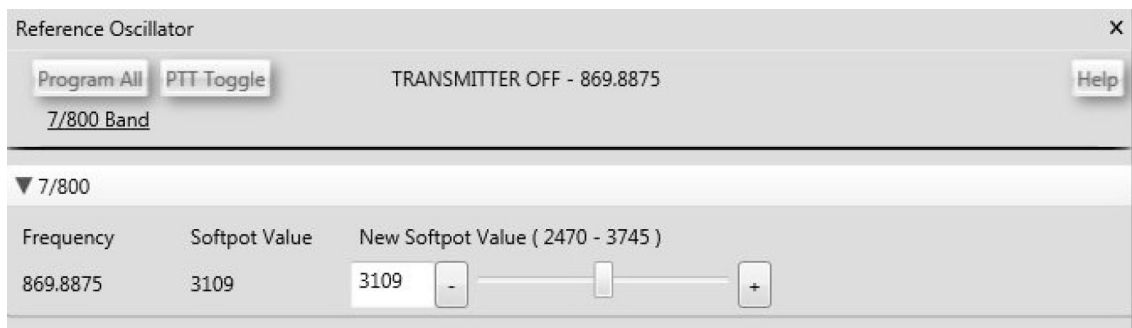 Reference Oscillator X
Program All PTT Toggle TRANSMITTER OFF - 869.8875 Help
7/800 Band
▼ 7/800
Frequency Softpot Value New Softpot Value ( 2470 - 3745 )
869.8875 3109 3109 - +